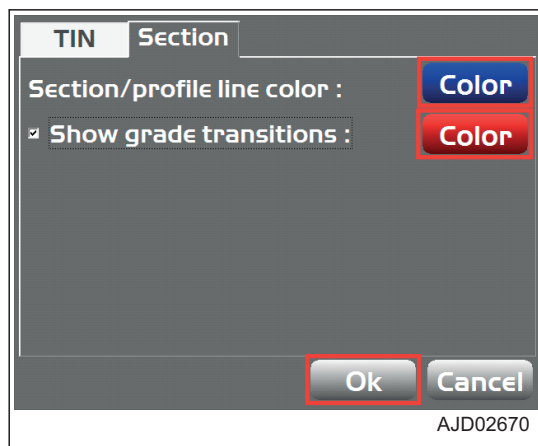 TIN Section
Section/profile line color : Color
Show grade transitions : Color
Ok Cancel
AJD02670